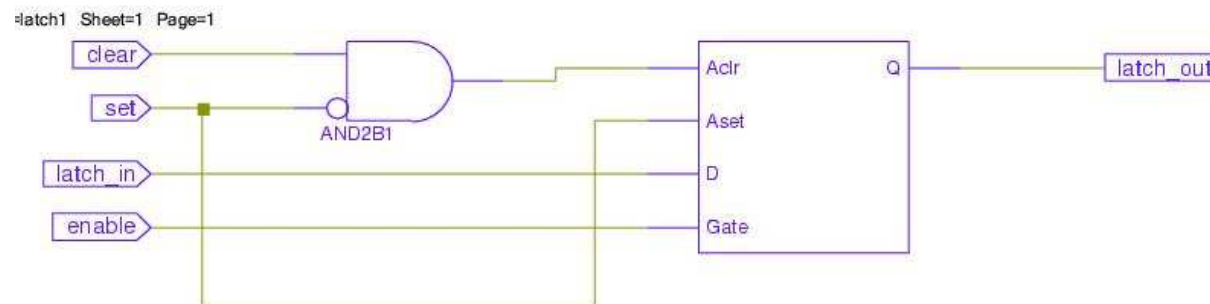 =latch1 Sheet=1 Page=1
clear
set
AND2B1
latch_in
enable
Aclr
Aset
D
Gate
Q
latch_out